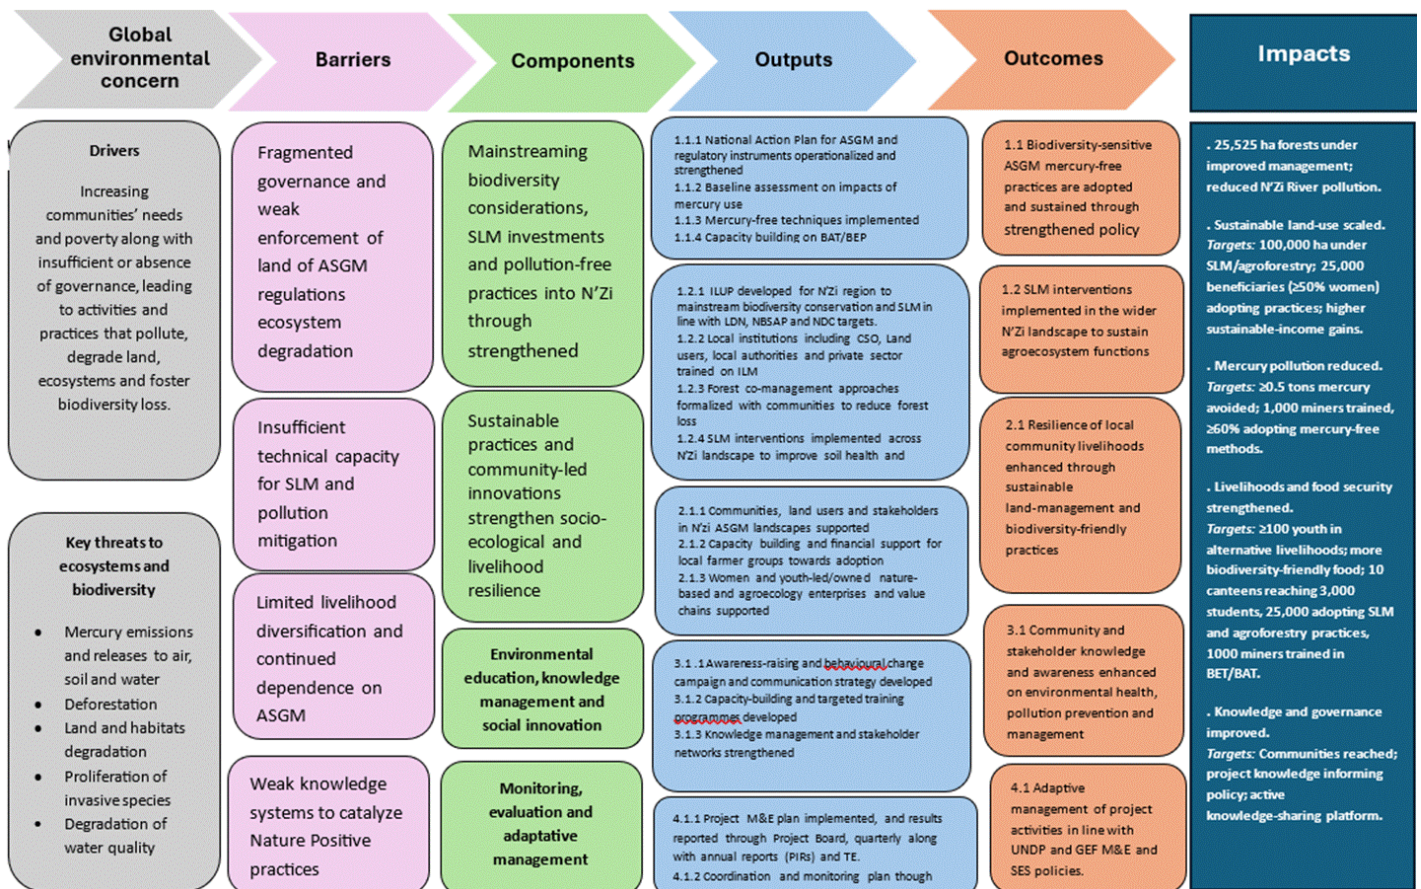 Global
environmental
concern
Barriers
Components
Outputs
Outcomes
Impacts
Drivers
Increasing
communities' needs
and poverty along with
insufficient or absence
of governance, leading
to activities and
practices that pollute,
degrade land,
ecosystems and foster
biodiversity loss.
Key threats to
ecosystems and
biodiversity
• Mercury emissions
and releases to air,
soil and water
• Deforestation
• Land and habitats
degradation
• Proliferation of
invasive species
• Degradation of
water quality
Fragmented
governance and
weak
enforcement of
land of ASGM
regulations
ecosystem
degradation
Insufficient
technical capacity
for SLM and
pollution
mitigation
Limited livelihood
diversification and
continued
dependence on
ASGM
Weak knowledge
systems to catalyze
Nature Positive
practices
Mainstreaming
biodiversity
considerations,
SLM investments
and pollution-free
practices into N'Zi
through
strengthened
Sustainable
practices and
community-led
innovations
strengthen socio-
ecological and
livelihood
resilience
Environmental
education, knowledge
management and
social innovation
Monitoring,
evaluation and
adaptative
management
1.1.1 National Action Plan for ASGM and
regulatory instruments operationalized and
strengthened
1.1.2 Baseline assessment on impacts of
mercury use
1.1.3 Mercury-free techniques implemented
1.1.4 Capacity building on BAT/BEP
1.2.1 ILUP developed for N'Zi region to
mainstream biodiversity conservation and SLM in
line with LDN, NBSAP and NDC targets.
1.2.2 Local institutions including CSO, Land
users, local authorities and private sector
trained on ILM
1.2.3 Forest co-management approaches
formalized with communities to reduce forest
loss
1.2.4 SLM interventions implemented across
N'Zi landscape to improve soil health and
2.1.1 Communities, land users and stakeholders
in N'zi ASGM landscapes supported
2.1.2 Capacity building and financial support for
local farmer groups towards adoption
2.1.3 Women and youth-led/owned nature-
based and agroecology enterprises and value
chains supported
3.1 .1 Awareness-raising and behavioural change
campaign and communication strategy developed
3.1.2 Capacity-building and targeted training
programmes developed
3.1.3 Knowledge management and stakeholder
networks strengthened
4.1.1 Project M&E plan implemented, and results
reported through Project Board, quarterly along
with annual reports (PIRs) and TE.
4.1.2 Coordination and monitoring plan though
1.1 Biodiversity-sensitive
ASGM mercury-free
practices are adopted
and sustained through
strengthened policy
1.2 SLM interventions
implemented in the wider
N'Zi landscape to sustain
agroecosystem functions
2.1 Resilience of local
community livelihoods
enhanced through
sustainable
land-management and
biodiversity-friendly
practices
3.1 Community and
stakeholder knowledge
and awareness enhanced
on environmental health,
pollution prevention and
management
4.1 Adaptive
management of project
activities in line with
UNDP and GEF M&E and
SES policies.
. 25,525 ha forests under
improved management;
reduced N'Zi River pollution.
. Sustainable land-use scaled.
Targets: 100,000 ha under
SLM/agroforestry; 25,000
beneficiaries (≥50% women)
adopting practices; higher
sustainable-income gains.
. Mercury pollution reduced.
Targets: ≥0.5 tons mercury
avoided; 1,000 miners trained,
≥60% adopting mercury-free
methods.
. Livelihoods and food security
strengthened.
Targets: ≥100 youth in
alternative livelihoods; more
biodiversity-friendly food; 10
canteens reaching 3,000
students, 25,000 adopting SLM
and agroforestry practices,
1000 miners trained in
BET/BAT.
. Knowledge and governance
improved.
Targets: Communities reached;
project knowledge informing
policy; active
knowledge-sharing platform.